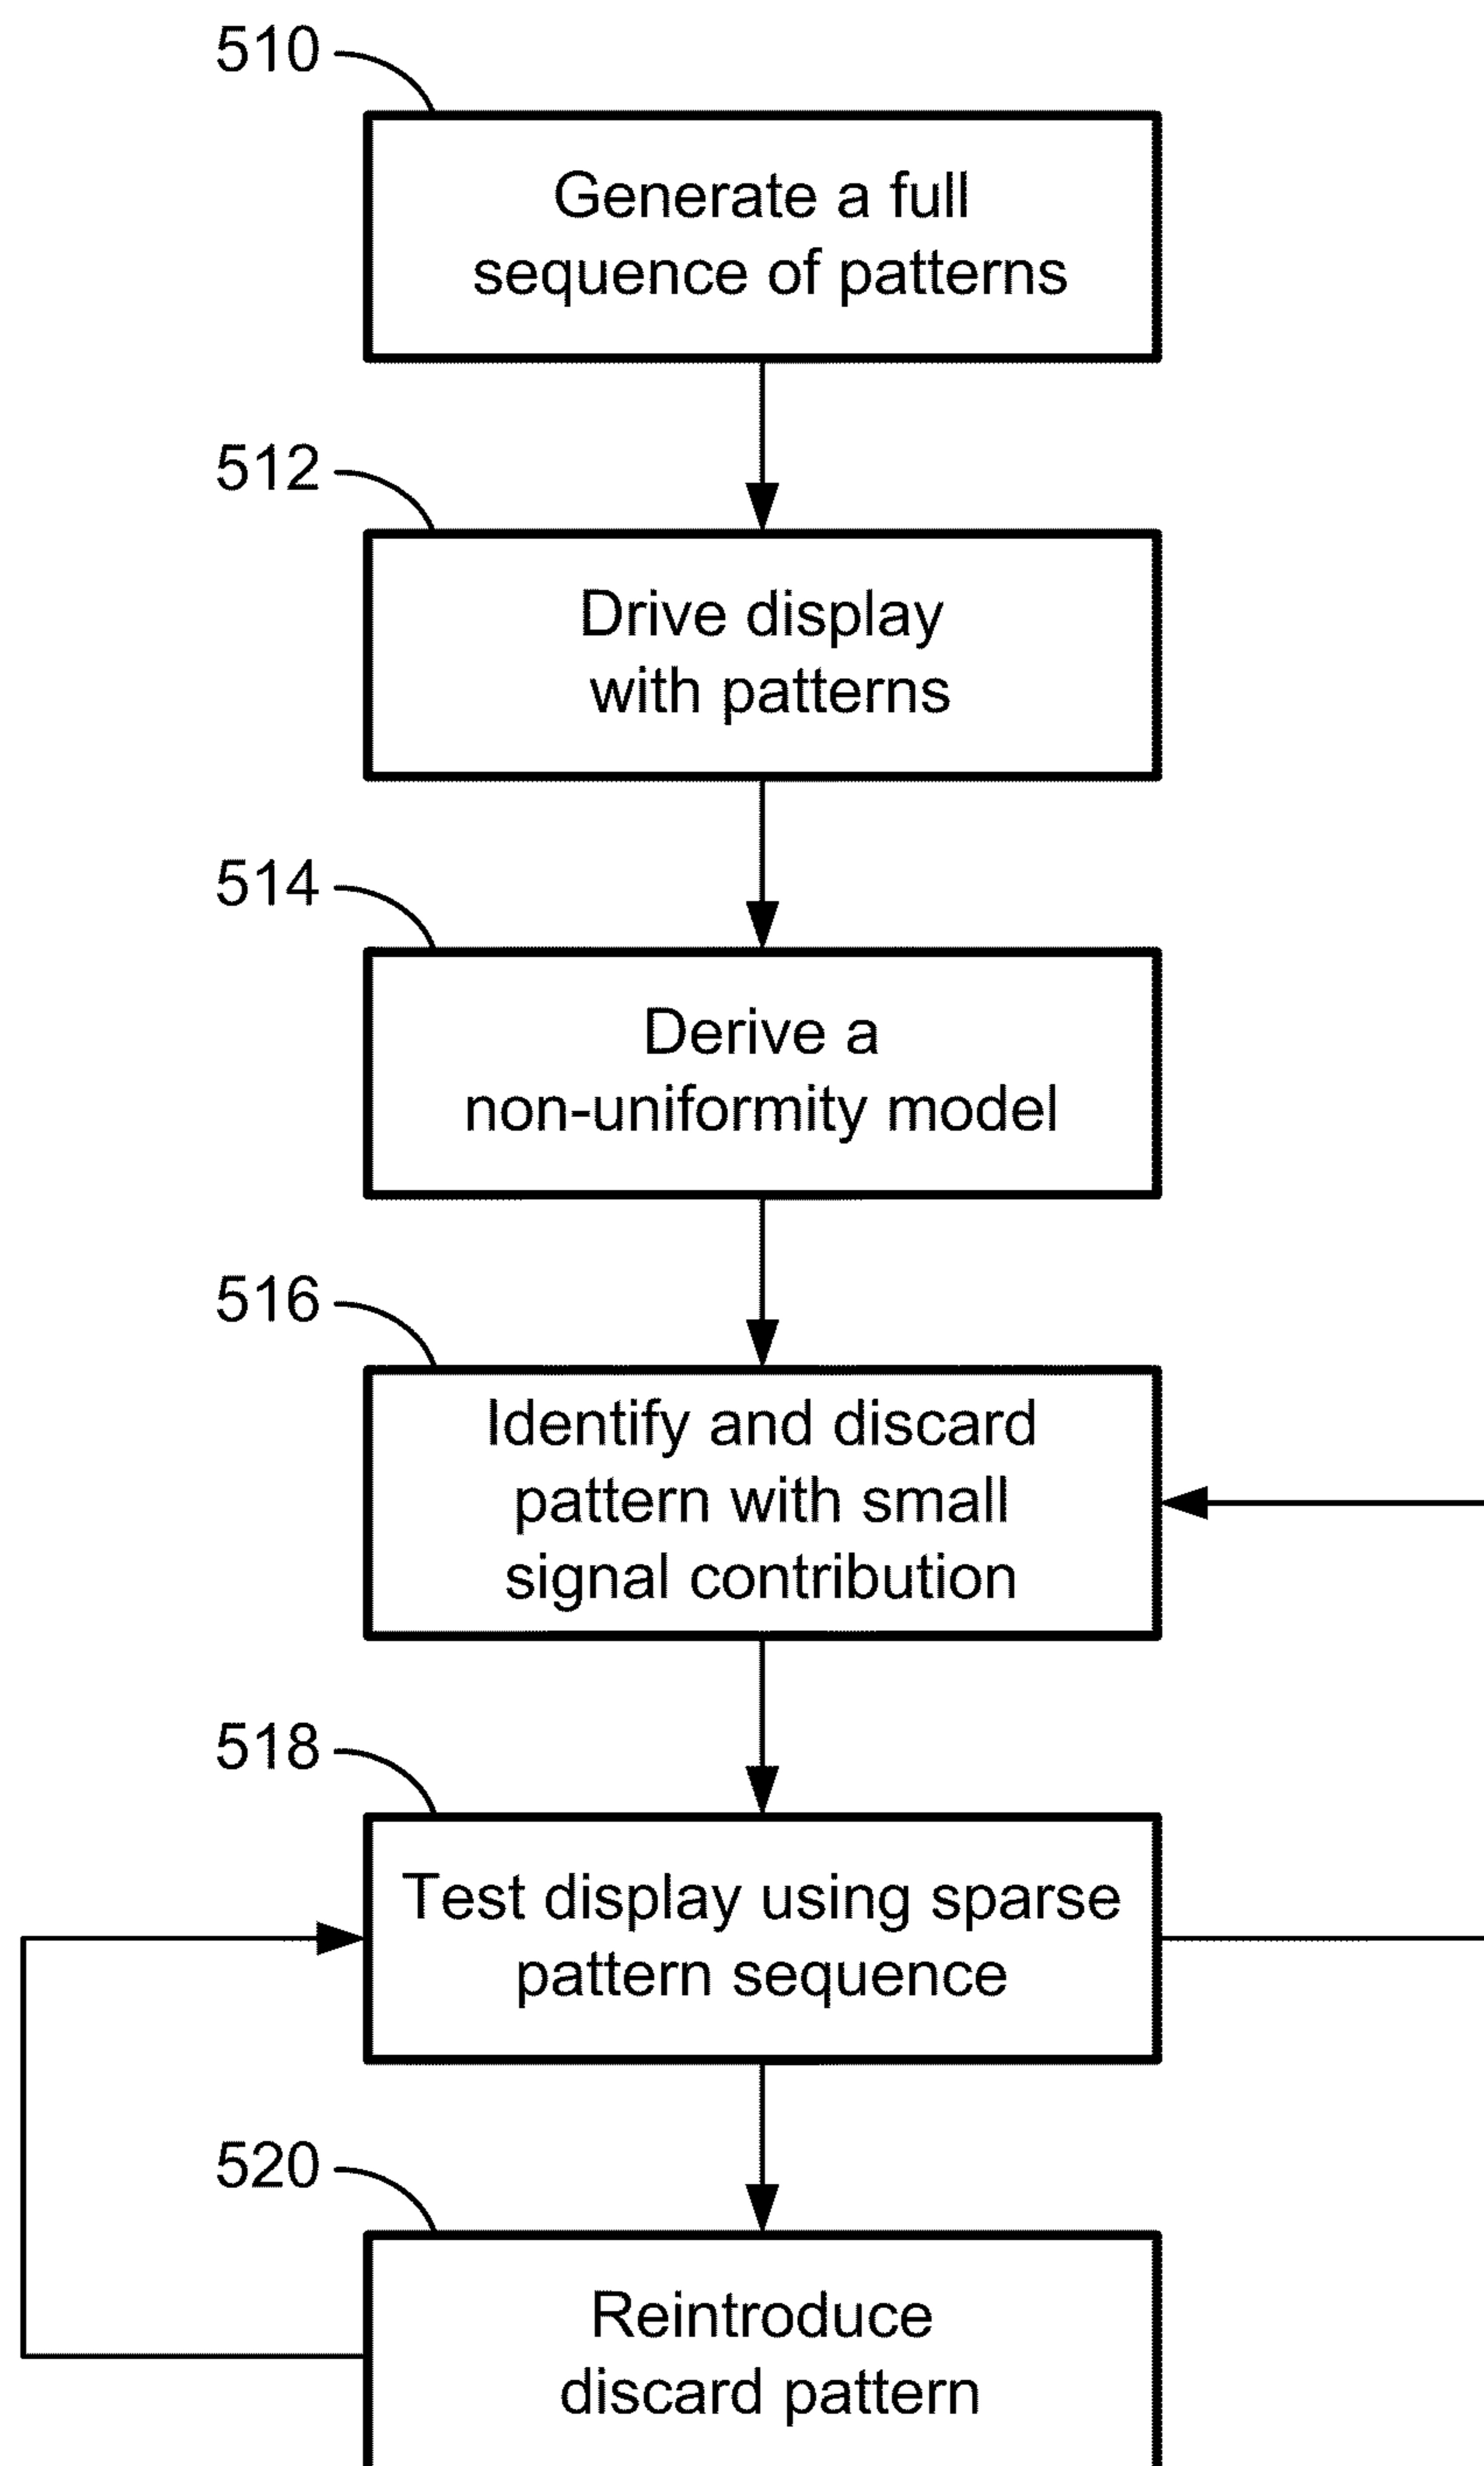 510
Generate a full
sequence of patterns
512
Drive display
with patterns
514
Derive a
non-uniformity model
516
Identify and discard
pattern with small
signal contribution
518
Test display using sparse
pattern sequence
520
Reintroduce
discard pattern